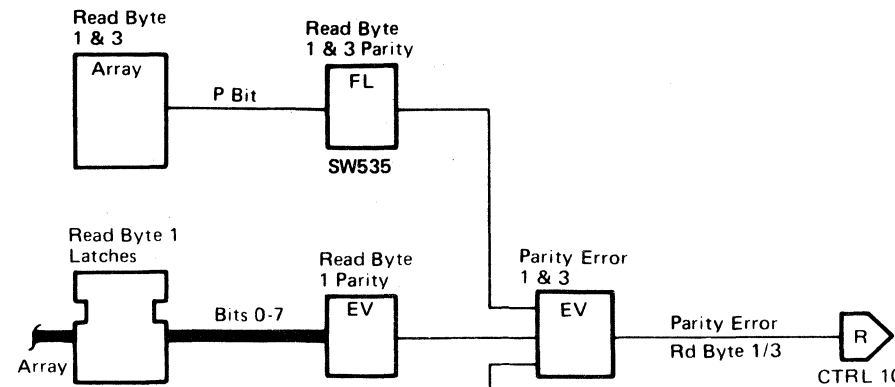 Read Byte
1 & 3
Array
P Bit
Read Byte
1 & 3 Parity
FL
SW535
Read Byte 1
Latches
Array
Bits 0-7
Read Byte
1 Parity
EV
Parity Error
1 & 3
EV
Parity Error
Rd Byte 1/3
R
CTRL 10